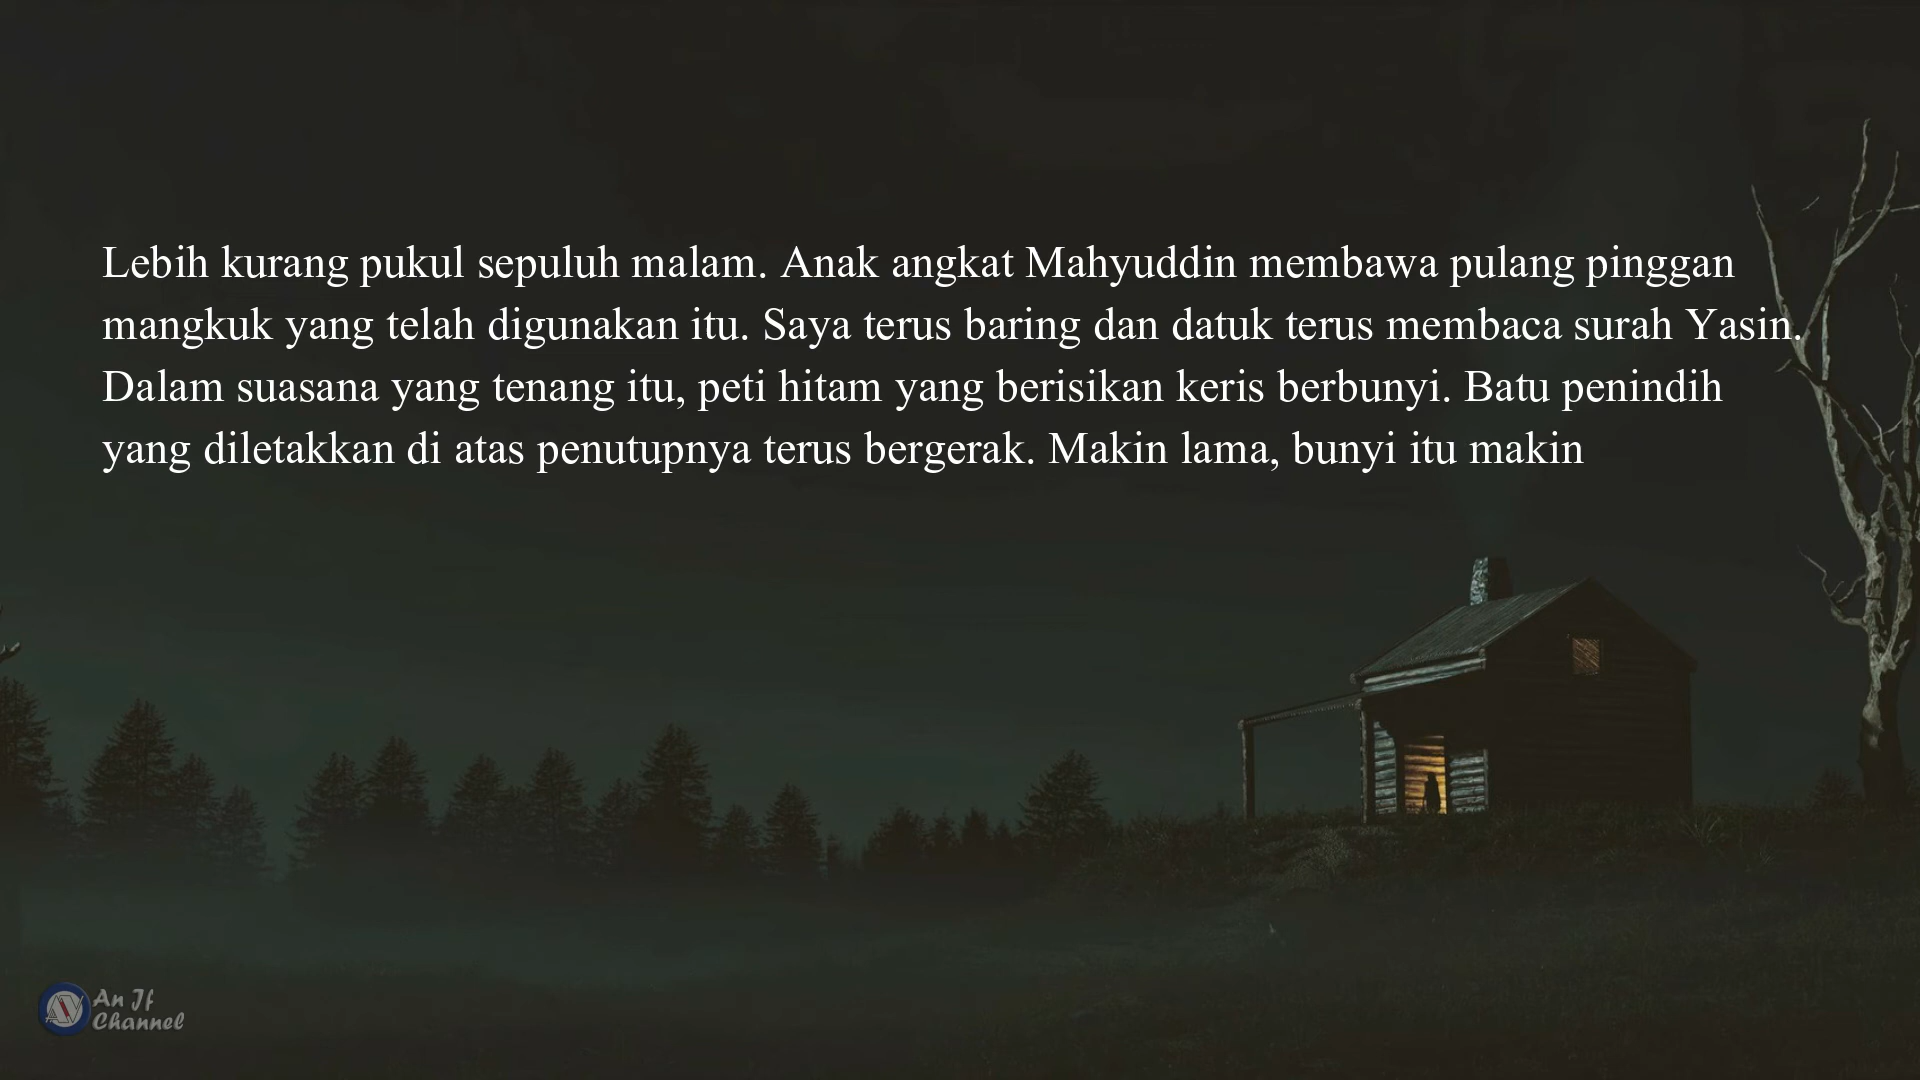 Lebih kurang pukul sepuluh malam. Anak angkat Mahyuddin membawa pulang pinggan
mangkuk yang telah digunakan itu. Saya terus baring dan datuk terus membaca surah Yasin.
Dalam suasana yang tenang itu, peti hitam yang berisikan keris berbunyi. Batu penindih
yang diletakkan di atas penutupnya terus bergerak. Makin lama, bunyi itu makin
An If
Channel